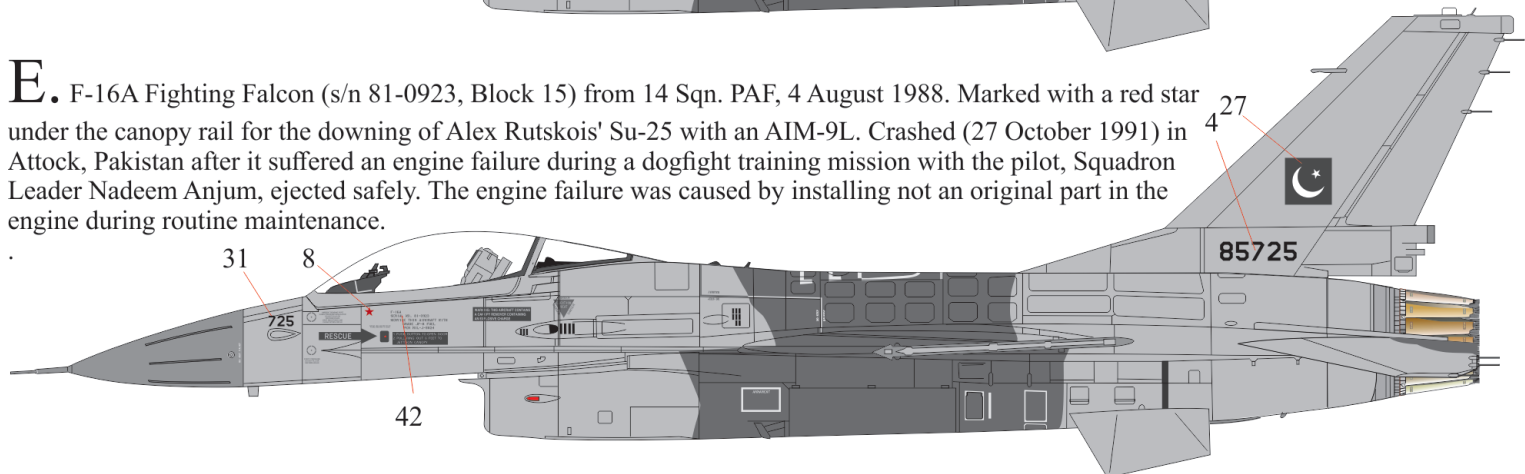 E. F-16A Fighting Falcon (s/n 81-0923, Block 15) from 14 Sqn. PAF, 4 August 1988. Marked with a red star
under the canopy rail for the downing of Alex Rutskois' Su-25 with an AIM-9L. Crashed (27 October 1991) in
Attock, Pakistan after it suffered an engine failure during a dogfight training mission with the pilot, Squadron
Leader Nadeem Anjum, ejected safely. The engine failure was caused by installing not an original part in the
engine during routine maintenance.
.
27
4
85725
31
8
725
RESCUE
42